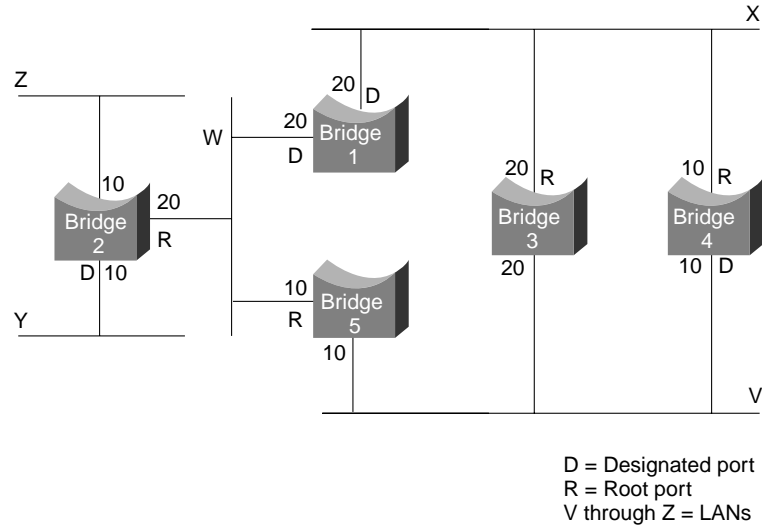 X
Z
20
D
20
W
Bridge
1
D
10
20
Bridge
2
R
D 10
20
R
Bridge
3
20
10
R
Bridge
4
10 D
10
Bridge
5
R
10
Y
V
D = Designated port
R = Root port
V through Z = LANs